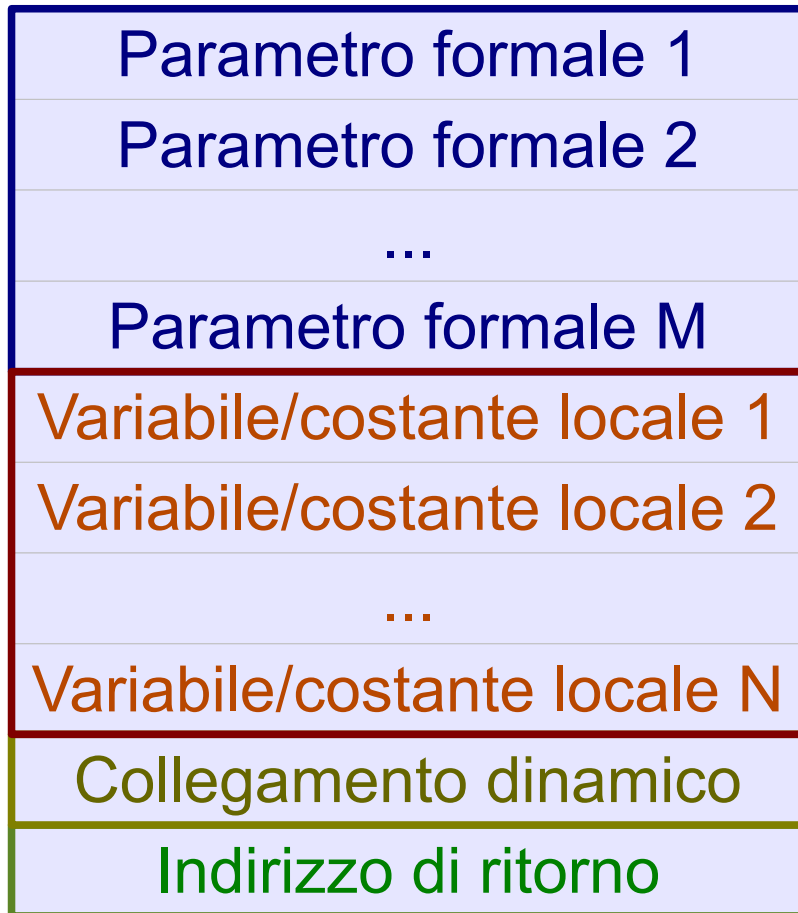 Parametro formale 1
Parametro formale 2
...
Parametro formale M
Variabile/costante locale 1
Variabile/costante locale 2
...
Variabile/costante locale N
Collegamento dinamico
Indirizzo di ritorno